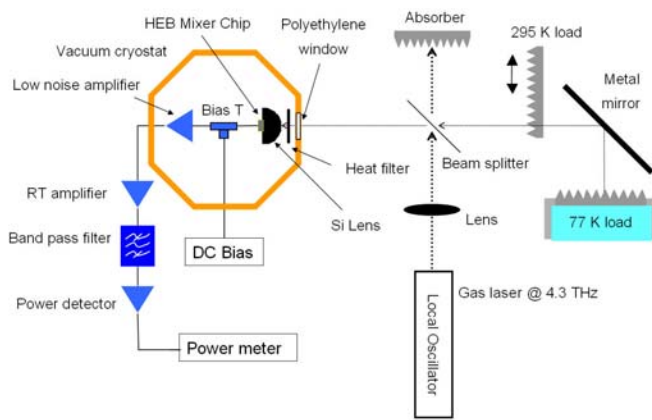 HEB Mixer Chip
Polyethylene
window
Absorber
295 K load
Vacuum cryostat
Metal
mirror
Low noise amplifier
Bias T
Heat filter
Beam splitter
RT amplifier
Si Lens
Lens
77 K load
Band pass filter
DC Bias
Gas laser @ 4.3 THz
Power detector
Local Oscillator
Power meter